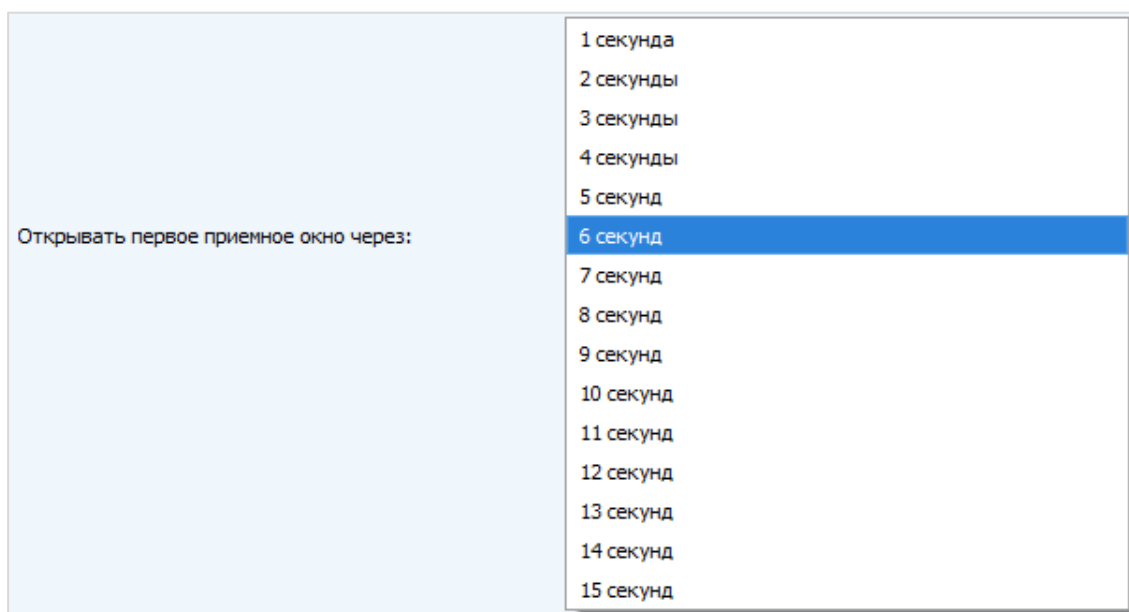 Открывать первое приемное окно через:
1 секунда
2 секунды
3 секунды
4 секунды
5 секунд
6 секунд
7 секунд
8 секунд
9 секунд
10 секунд
11 секунд
12 секунд
13 секунд
14 секунд
15 секунд